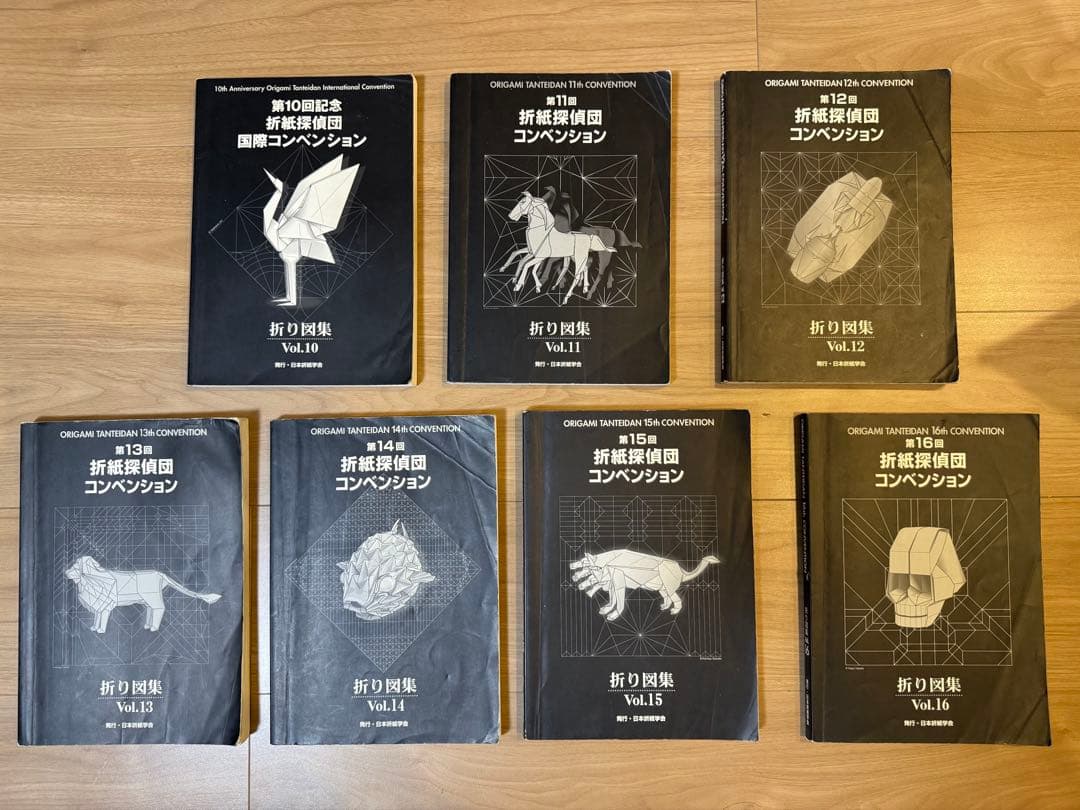 10th Anniversary Origami Tanteidan International Convention
第10回記念
折紙探偵団
国際コンベンション
折り図集
Vol.10
発行・日本折紙学会
ORIGAMI TANTEIDAN 11th CONVENTION
第11回
折紙探偵団
コンベンション
折り図集
Vol.11
発行・日本折紙学会
ORIGAMI TANTEIDAN 12th CONVENTION
第12回
折紙探偵団
コンベンション
折り図集
Vol.12
発行・日本折紙学会
ORIGAMI TANTEIDAN 13th CONVENTION
第13回
折紙探偵団
コンベンション
折り図集
Vol.13
発行・日本折紙学会
ORIGAMI TANTEIDAN 14th CONVENTION
第14回
折紙探偵団
コンベンション
折り図集
Vol.14
発行・日本折紙学会
ORIGAMI TANTEIDAN 15th CONVENTION
第15回
折紙探偵団
コンベンション
折り図集
Vol.15
発行・日本折紙学会
ORIGAMI TANTEIDAN 16th CONVENTION
第16回
折紙探偵団
コンベンション
折り図集
Vol.16
発行・日本折紙学会